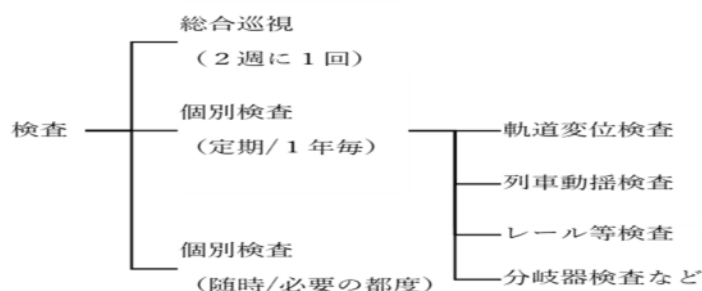 総合巡視
(2週に1回)
検査
個別検査
(定期/1年毎)
軌道変位検査
列車動揺検査
レール等検査
個別検査
(随時/必要の都度)
分岐器検査など